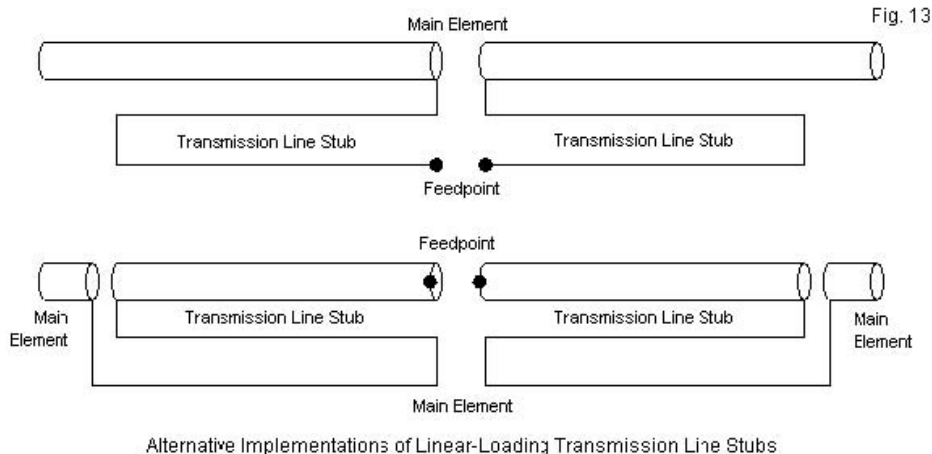 Fig. 13
Main Element
Transmission Line Stub
Transmission Line Stub
Feedpoint
Feedpoint
Transmission Line Stub
Transmission Line Stub
Main
Element
Main
Element
Main Element
Alternative Implementations of Linear-Loading Transmission Line Stubs